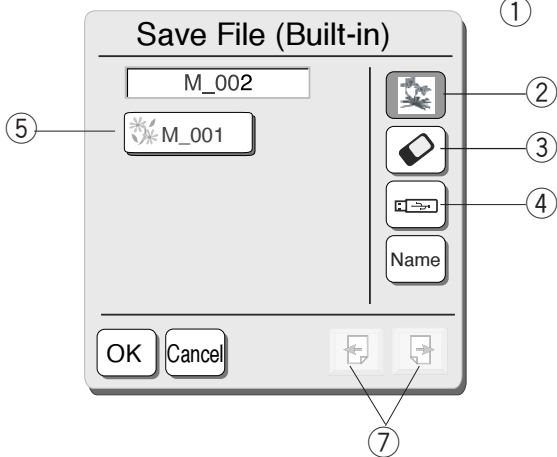 ①
Save File (Built-in)
M_002
②
⑤
M_001
③
④
Name
OK
Cancel
⑦